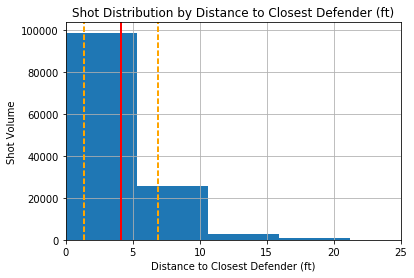 Shot Distribution by Distance to Closest Defender (ft)
100000
80000
60000
40000
20000
0
Shot Volume
0 5 10 15 20 25
Distance to Closest Defender (ft)